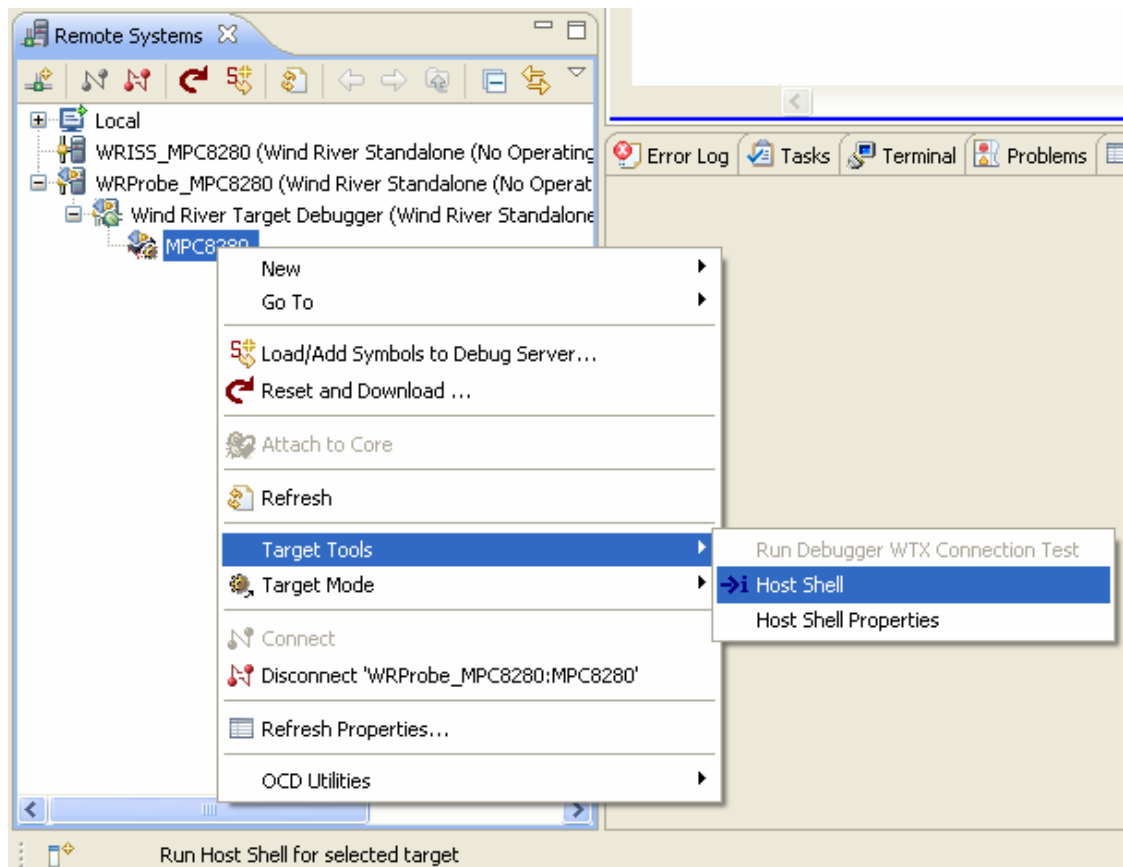 Remote Systems
Local
WRISS_MPC8280 (Wind River Standalone (No Operating
WRProbe_MPC8280 (Wind River Standalone (No Operat
Wind River Target Debugger (Wind River Standalone
MPC8280
New
Go To
Load/Add Symbols to Debug Server...
Reset and Download ...
Attach to Core
Refresh
Target Tools
Target Mode
Connect
Disconnect 'WRProbe_MPC8280:MPC8280'
Refresh Properties...
OCD Utilities
Run Debugger WTX Connection Test
Host Shell
Host Shell Properties
Error Log Tasks Terminal Problems
Run Host Shell for selected target